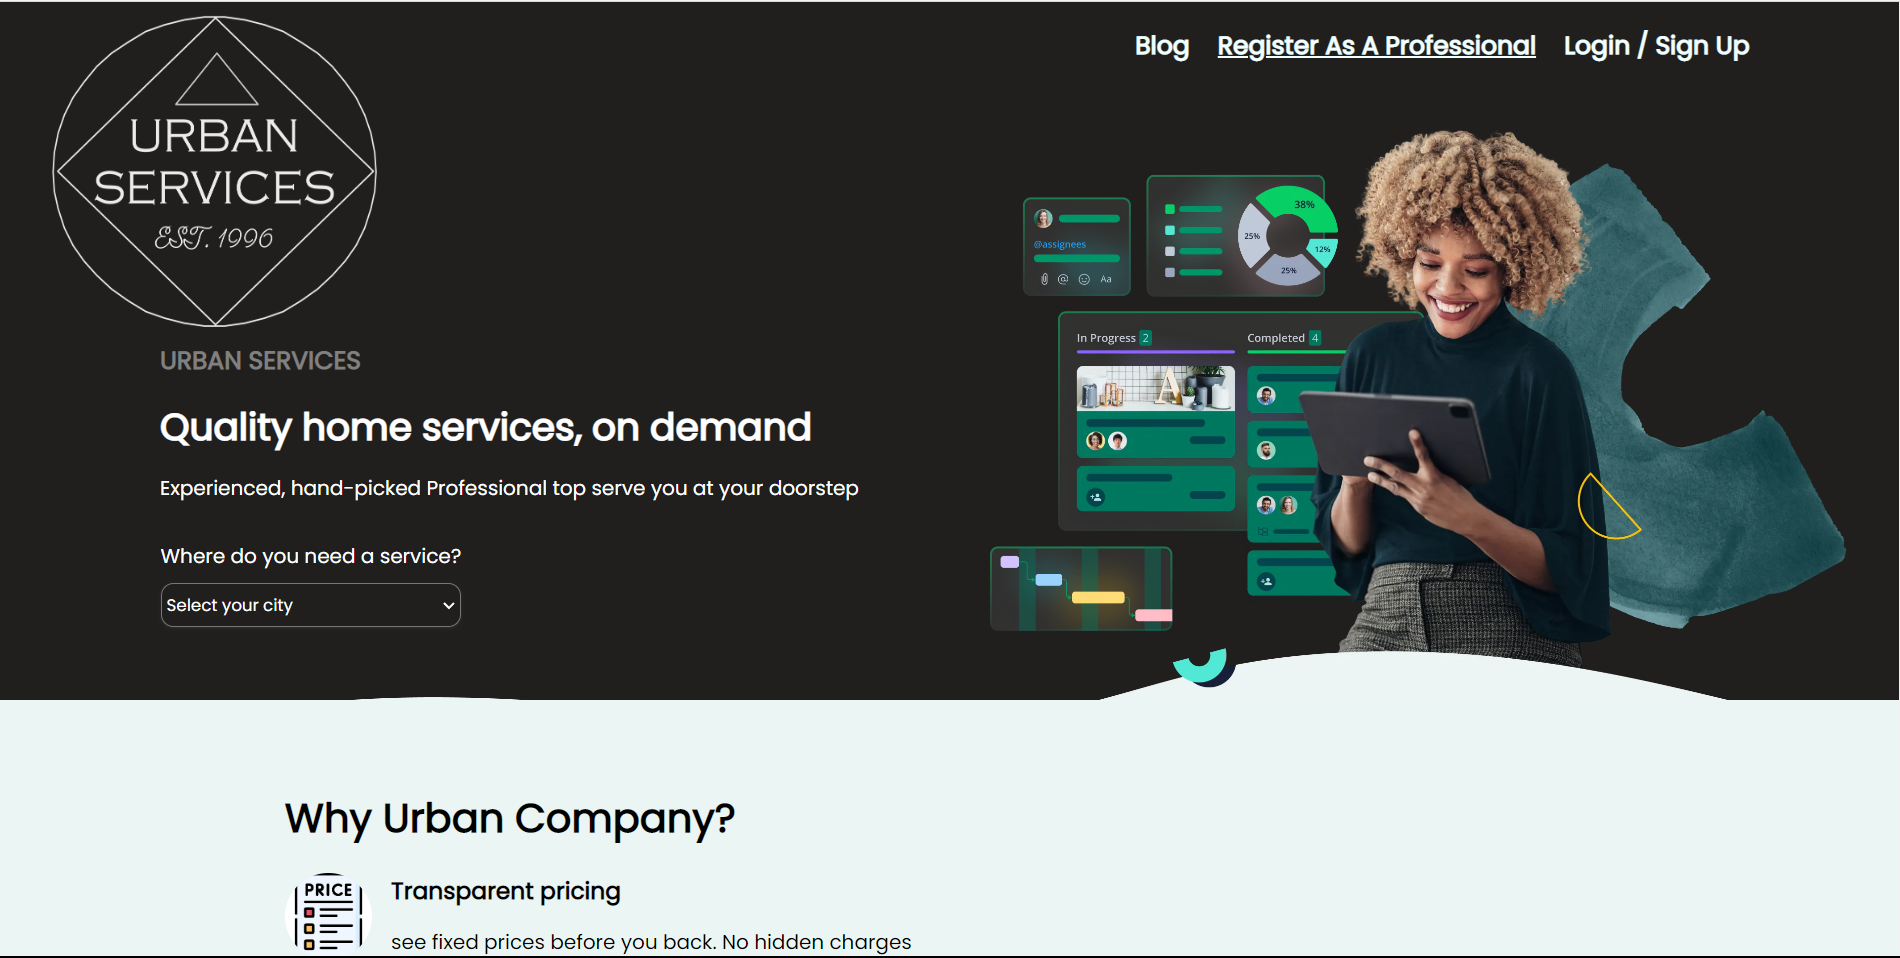 URBAN
SERVICES
EST. 1996
Blog Register As A Professional Login / Sign Up
@assignees
Aa
38%
25%
12%
25%
In Progress 2
Completed 4
A
URBAN SERVICES
Quality home services, on demand
Experienced, hand-picked Professional top serve you at your doorstep
Where do you need a service?
Select your city
Why Urban Company?
PRICE
Transparent pricing
see fixed prices before you back. No hidden charges